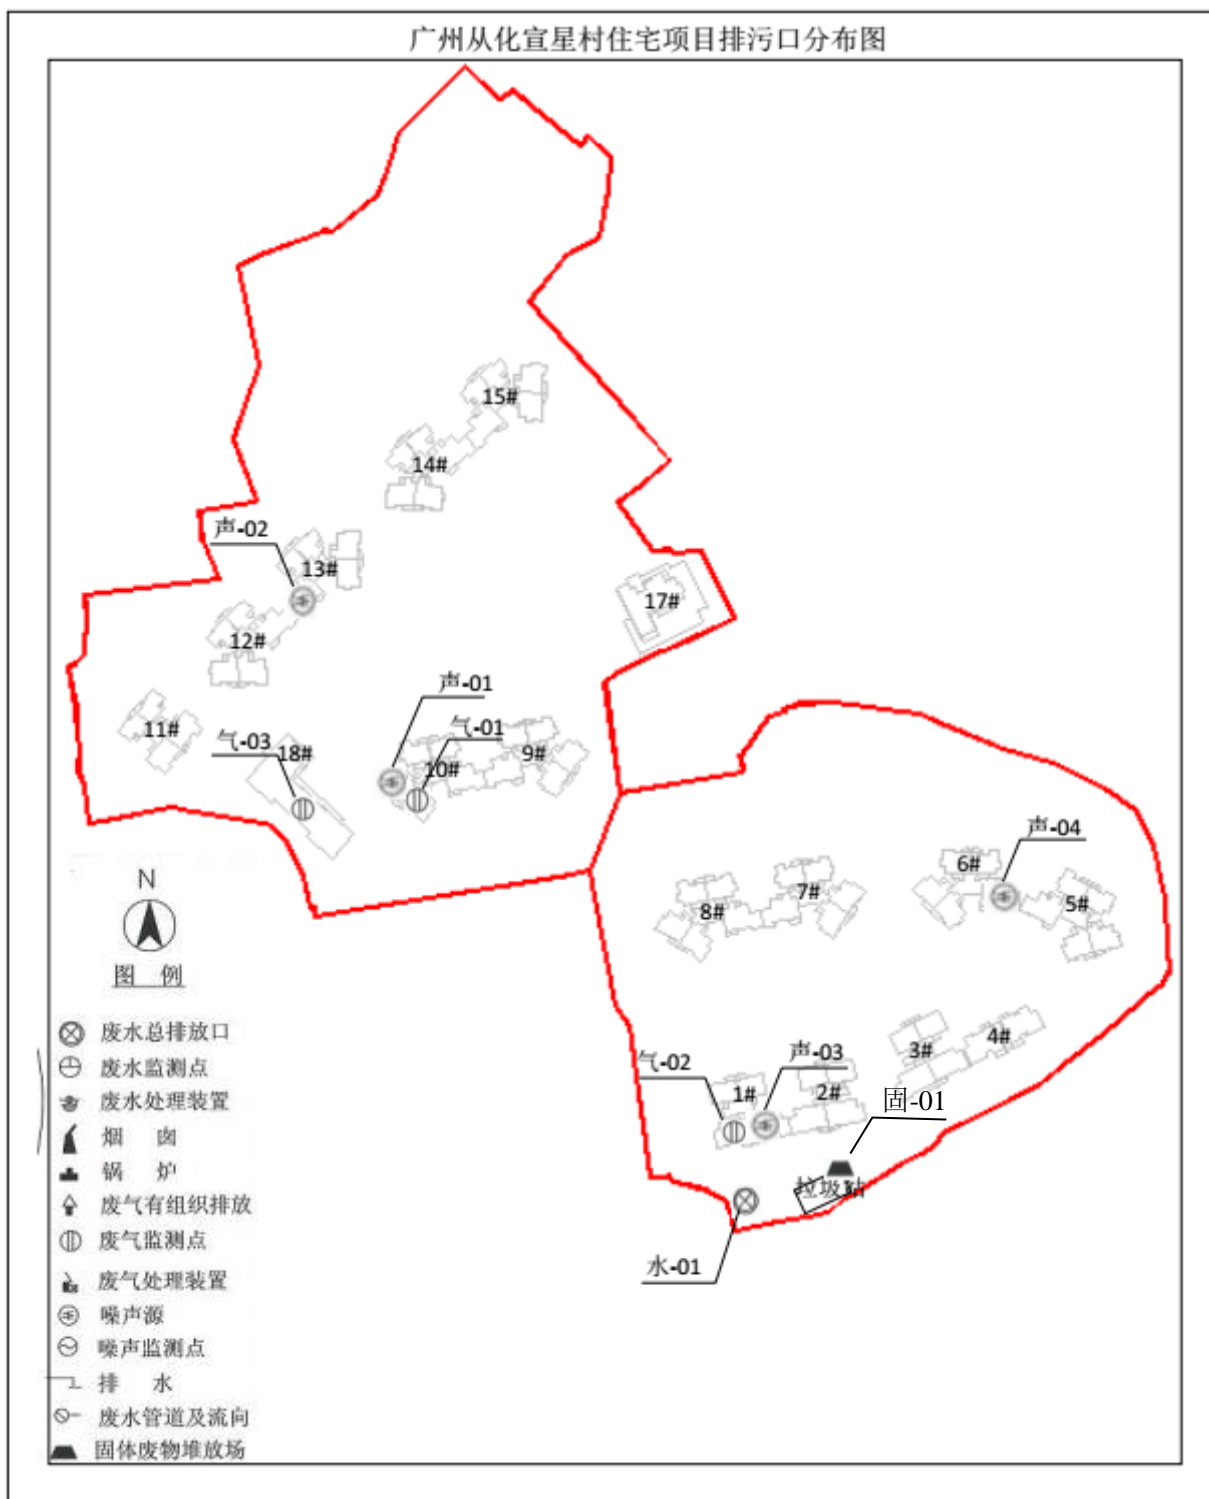 广州从化宣星村住宅项目排污口分布图
15#
14#
声-02
13#
17#
12#
声-01
11#
气-03
18#
气-01
9#
10#
声-04
6#
7#
8#
5#
N
图 例
废水总排放口
废水监测点
废水处理装置
烟 囱
锅 炉
废气有组织排放
废气监测点
废气处理装置
噪声源
噪声监测点
排 水
废水管道及流向
固体废物堆放场
4#
3#
气-02
声-03
1#
2#
固-01
垃圾站
水-01